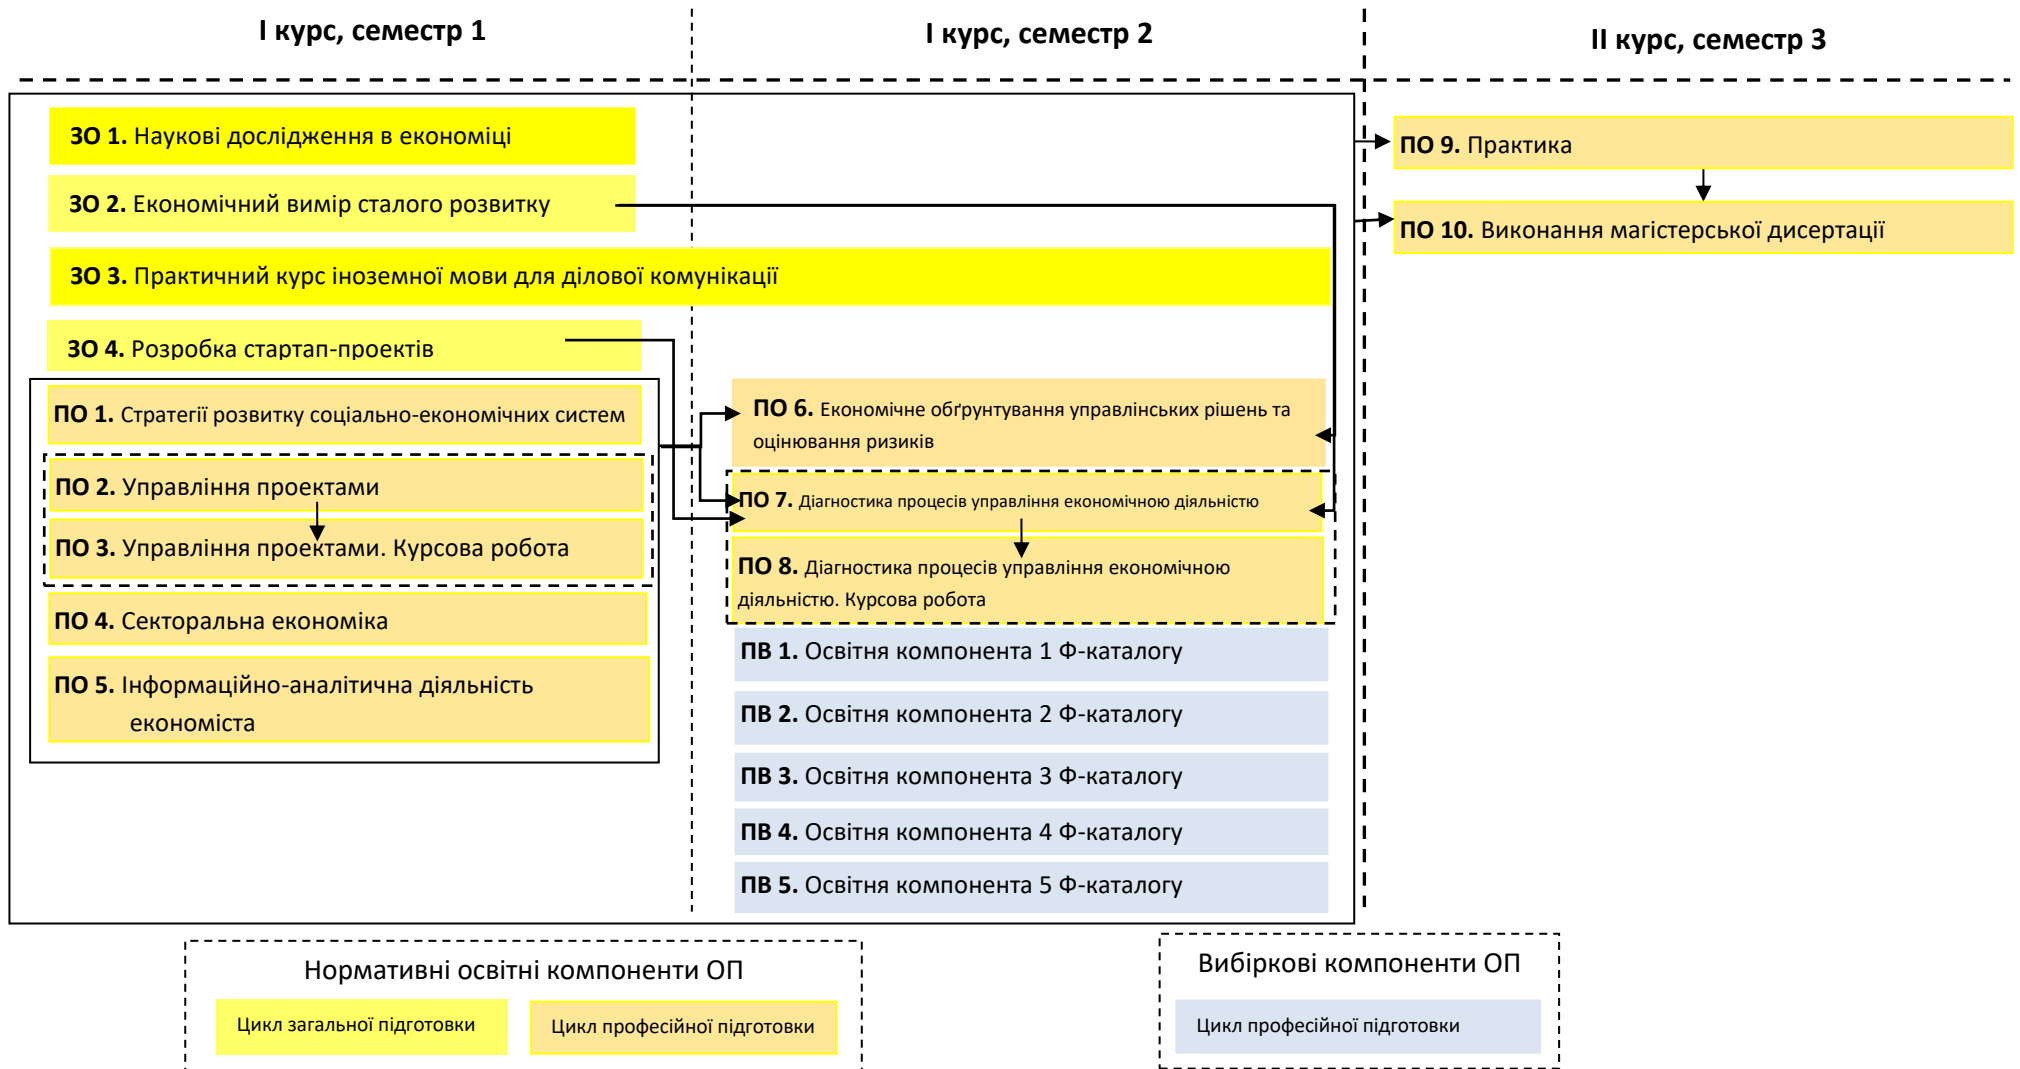 І курс, семестр 1
І курс, семестр 2
ІІ курс, семестр 3
ЗО 1. Наукові дослідження в економіці
ЗО 2. Економічний вимір сталого розвитку
ЗО 3. Практичний курс іноземної мови для ділової комунікації
ЗО 4. Розробка стартап-проектів
ПО 1. Стратегії розвитку соціально-економічних систем
ПО 2. Управління проектами
ПО 3. Управління проектами. Курсова робота
ПО 4. Секторальна економіка
ПО 5. Інформаційно-аналітична діяльність
економіста
ПО 6. Економічне обґрунтування управлінських рішень та
оцінювання ризиків
ПО 7. Діагностика процесів управління економічною діяльністю
ПО 8. Діагностика процесів управління економічною
діяльністю. Курсова робота
ПВ 1. Освітня компонента 1 Ф-каталогу
ПВ 2. Освітня компонента 2 Ф-каталогу
ПВ 3. Освітня компонента 3 Ф-каталогу
ПВ 4. Освітня компонента 4 Ф-каталогу
ПВ 5. Освітня компонента 5 Ф-каталогу
ПО 9. Практика
ПО 10. Виконання магістерської дисертації
Нормативні освітні компоненти ОП
Цикл загальної підготовки
Цикл професійної підготовки
Вибіркові компоненти ОП
Цикл професійної підготовки